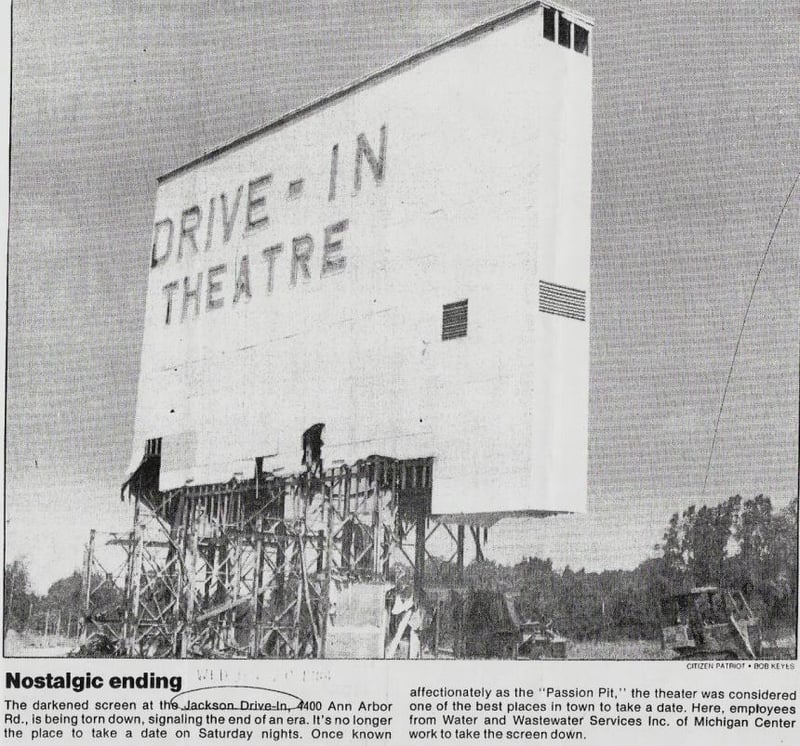 DRIVE-IN
THEATRE
CITIZEN PATRIOT • BOB KEYES
Nostalgic ending
The darkened screen at the Jackson Drive-In, 4400 Ann Arbor
Rd., is being torn down, signaling the end of an era. It's no longer
the place to take a date on Saturday nights. Once known
affectionately as the "Passion Pit," the theater was considered
one of the best places in town to take a date. Here, employees
from Water and Wastewater Services Inc. of Michigan Center
work to take the screen down.